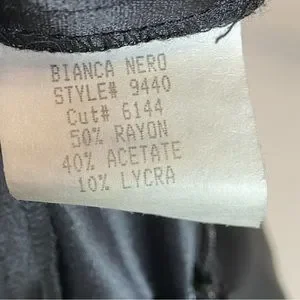 BIANCA NERO
STYLE# 9440
Cut# 6144
50% RAYON
40% ACETATE
10% LYCRA